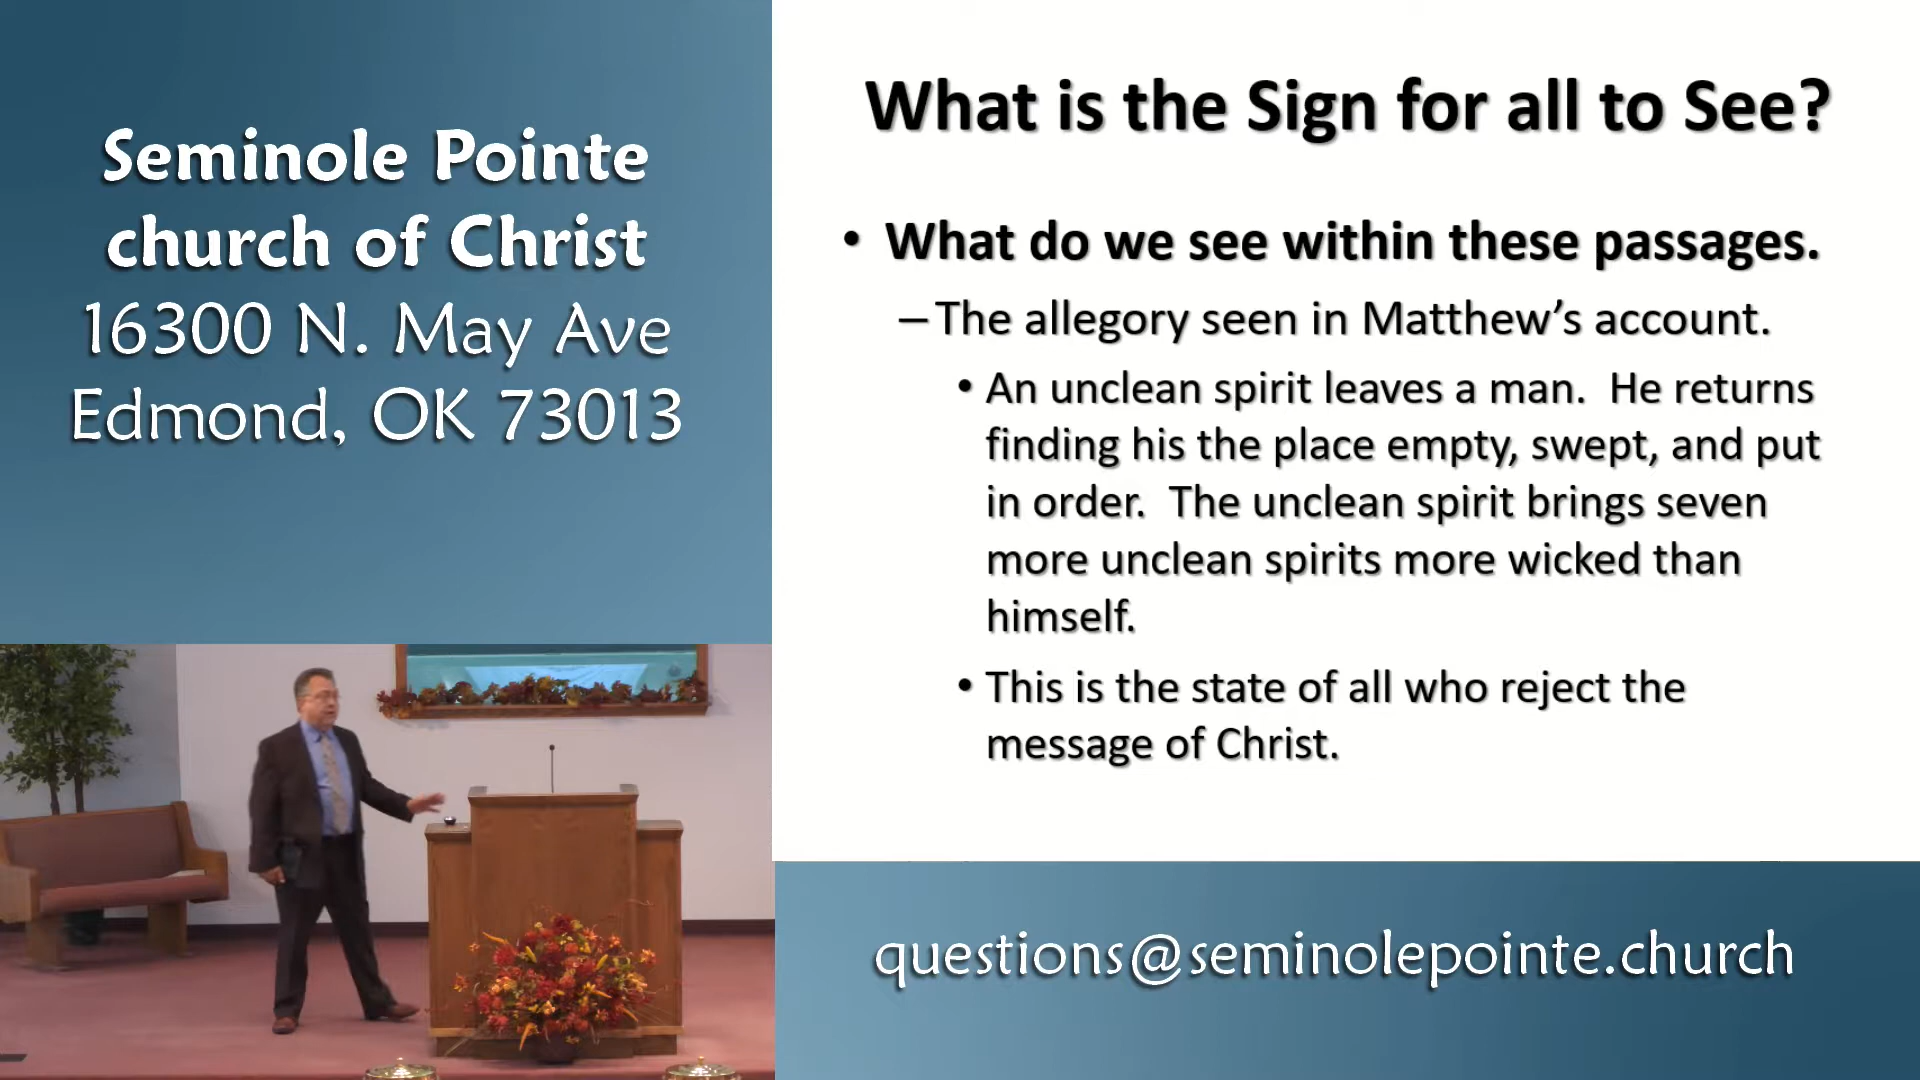 Seminole Pointe
church of Christ
16300 N. May Ave
Edmond, OK 73013
What is the Sign for all to See?
• What do we see within these passages.
– The allegory seen in Matthew’s account.
• An unclean spirit leaves a man.  He returns
finding his the place empty, swept, and put
in order.  The unclean spirit brings seven
more unclean spirits more wicked than
himself.
• This is the state of all who reject the
message of Christ.
questions@seminolepointe.church